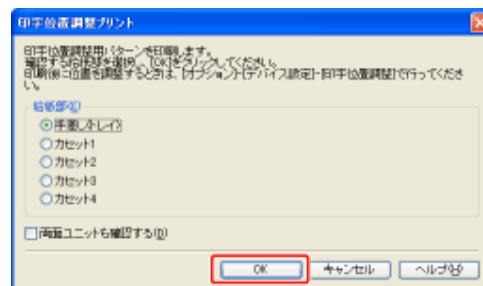 印字位置調整プリント
印字位置調整用パターンを印刷します。
確認する給紙部を選択し、[OK]をクリックしてください。
印刷後に位置を調整するときは、[オプション]-[デバイス設定]-[印字位置調整]で行ってくださ
い。
給紙部(E)
手差し(トレイ)
カセット1
カセット2
カセット3
カセット4
両面ユニットも確認する(D)
OK
キャンセル
ヘルプ(H)